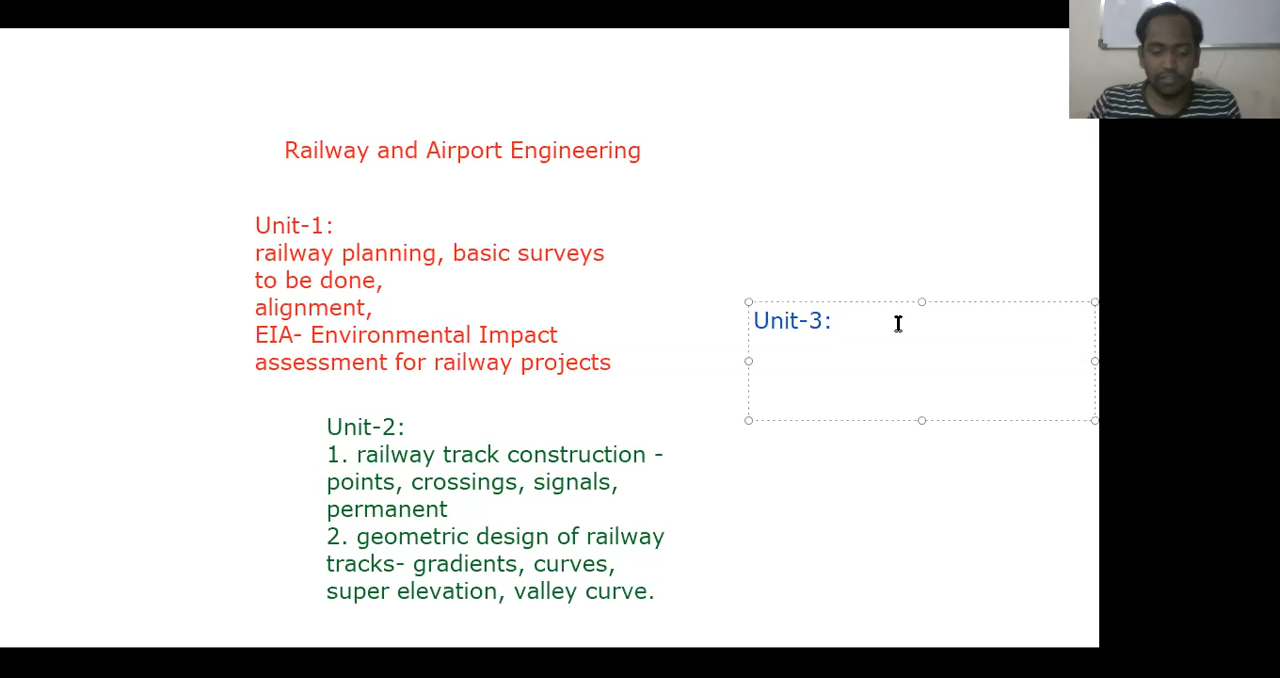 Railway and Airport Engineering
Unit-1:
railway planning, basic surveys
to be done,
alignment,
EIA- Environmental Impact
assessment for railway projects
Unit-2:
1. railway track construction -
points, crossings, signals,
permanent
2. geometric design of railway
tracks- gradients, curves,
super elevation, valley curve.
Unit-3: